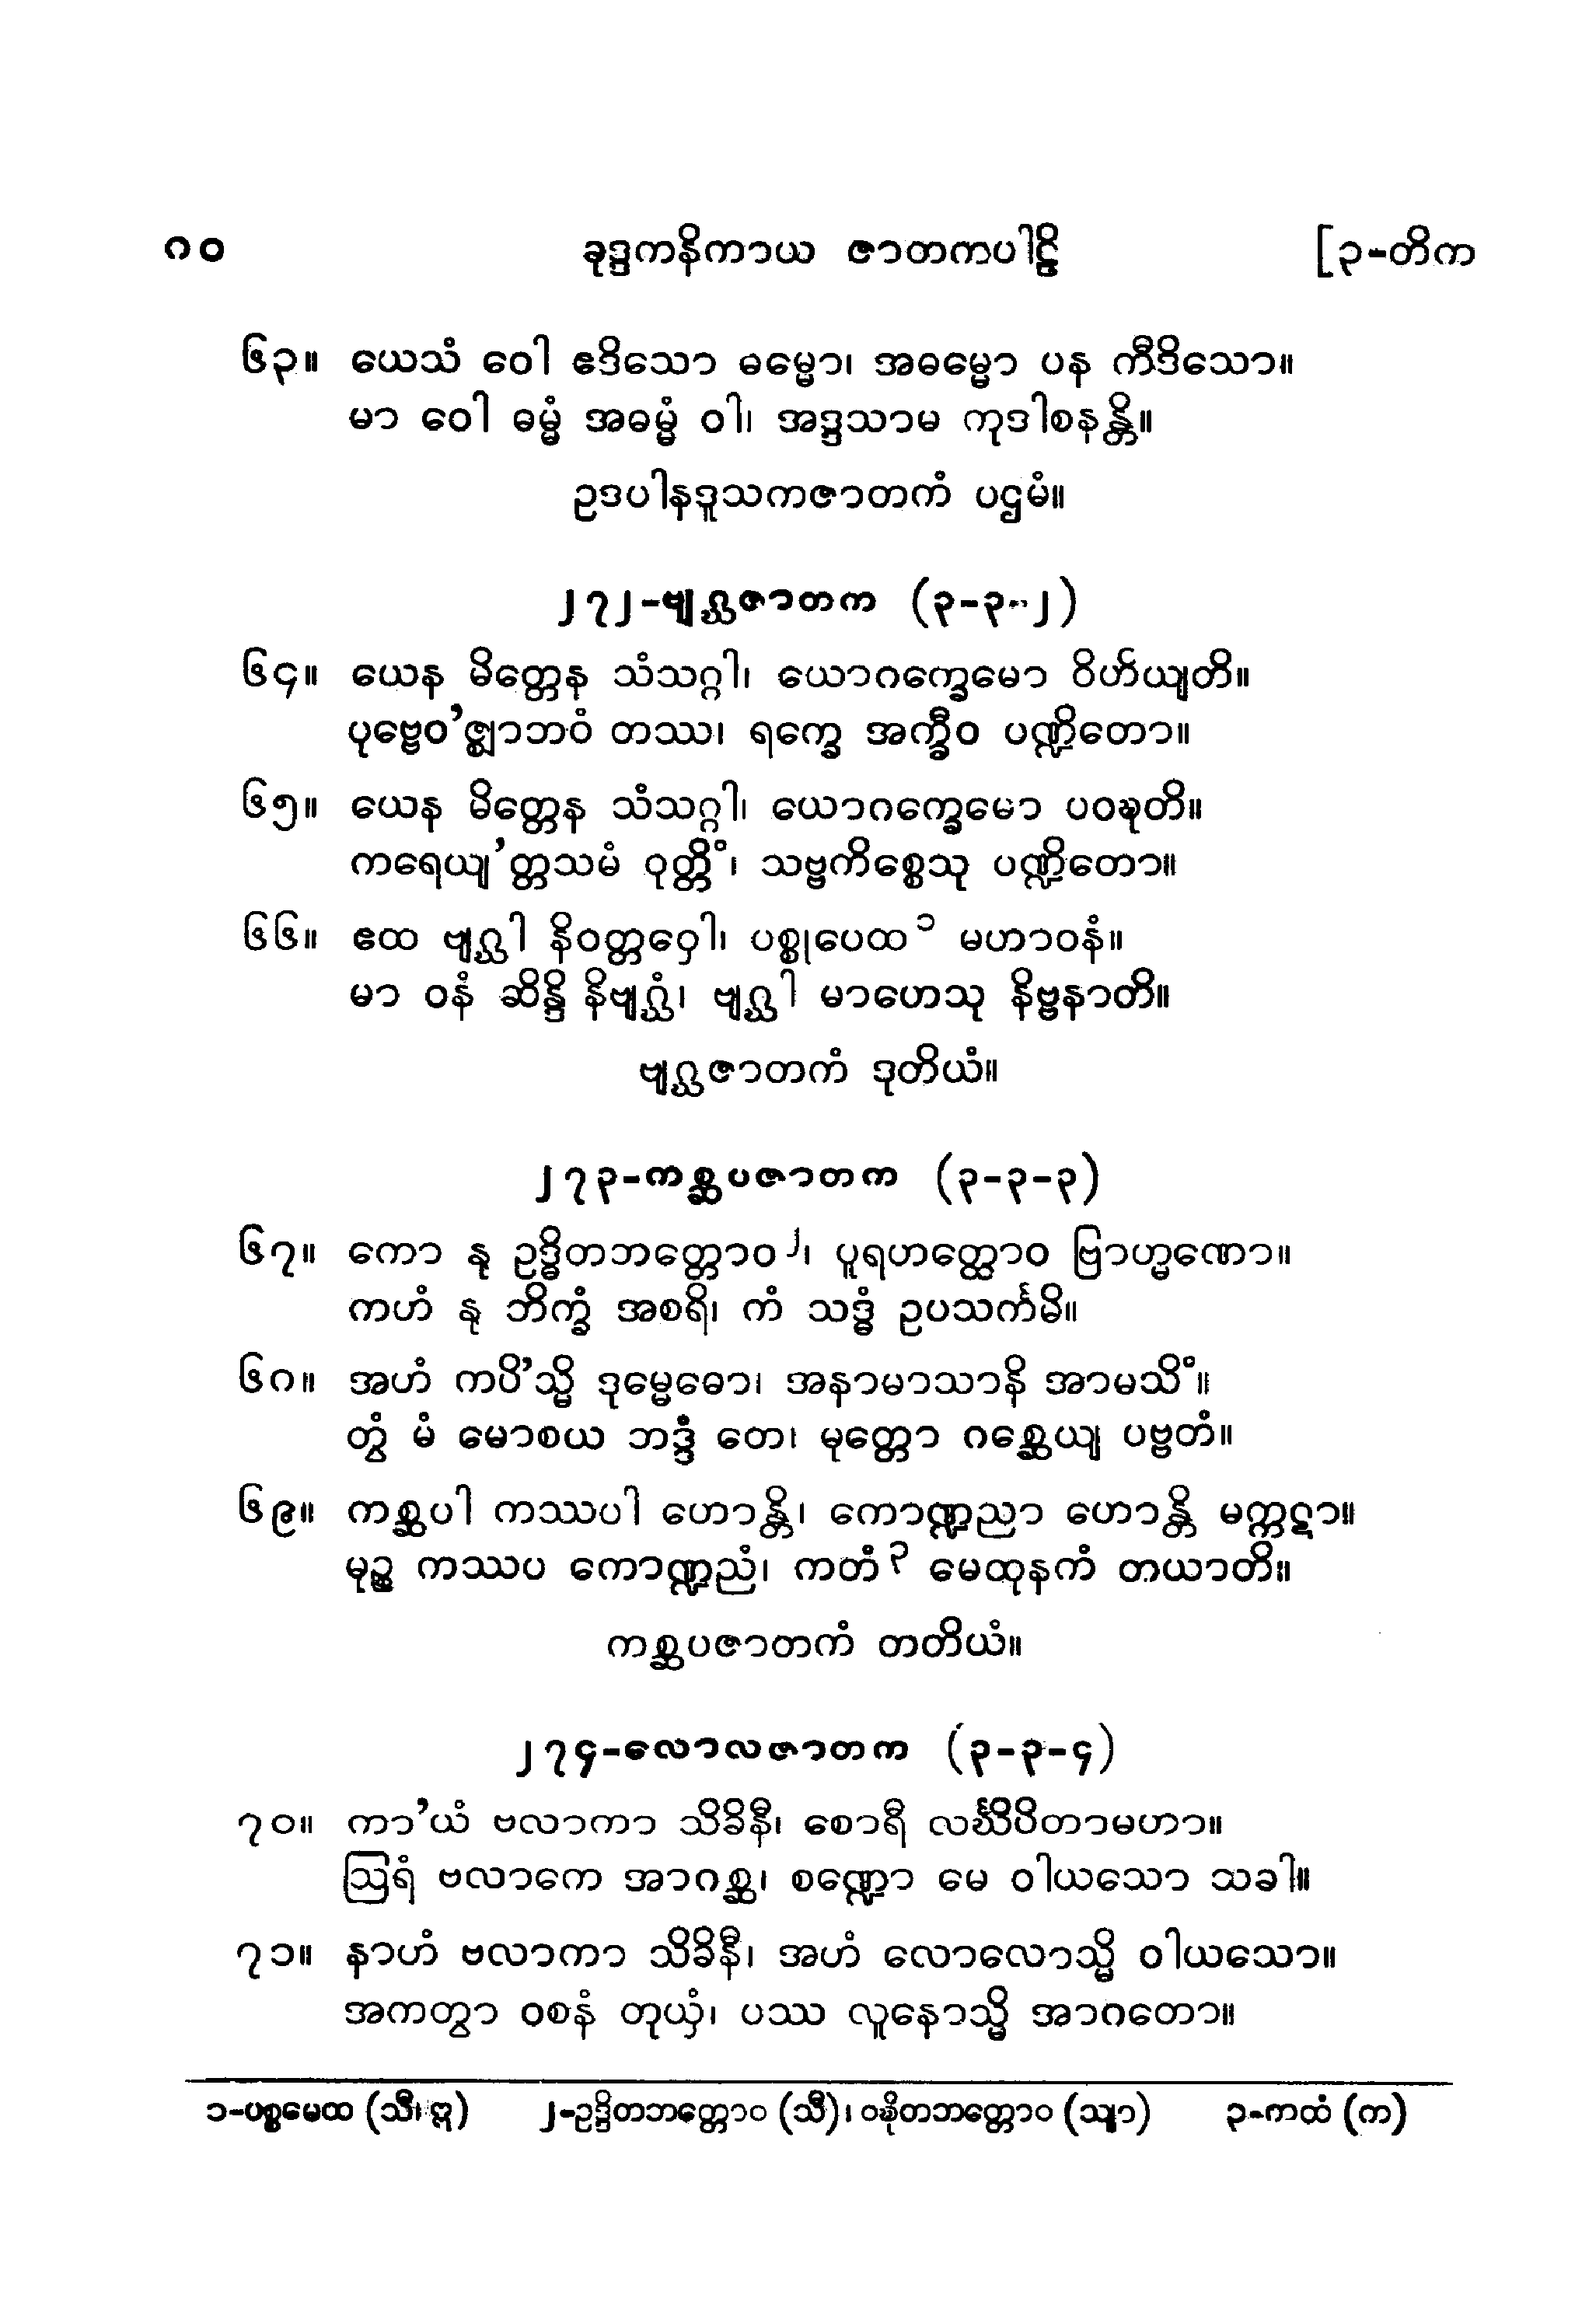 ၈၀ ခုဒ္ဒကနိကာယ ဇာတကပါဠိ [၃-တိက
၆၃။ ယေသံ ဝေါ ဧဒိသော ဓမ္မော၊ အဓမ္မော ပန ကီဒိသော။
မာ ဝေါ ဓမ္မံ အဓမ္မံ ဝါ၊ အဒ္ဒသာမ ကုဒါစနန္တိ။
ဥဒပါနဒူသကဇာတကံ ပဌမံ။
၂၇၂-ဗျဂ္ဃဇာတက (၃-၃-၂)
၆၄။ ယေန မိတ္တေန သံသဂ္ဂါ၊ ယောဂက္ခေမော ဝိဟိယျတိ။
ပုဗ္ဗေဝ’ဇ္ဈာဘဝံ တဿ၊ ရက္ခေ အက္ခီဝ ပဏ္ဍိတော။
၆၅။ ယေန မိတ္တေန သံသဂ္ဂါ၊ ယောဂက္ခေမော ပဝဍ္ဎတိ။
ကရေယျ’တ္တသမံ ဝုတ္တိံ၊ သဗ္ဗကိစ္စေသု ပဏ္ဍိတော။
၆၆။ ဧထ ဗျဂ္ဃါ နိဝတ္တဝှေါ၊ ပစ္စုပေထ၁ မဟာဝနံ။
မာ ဝနံ ဆိန္ဒိ နိဗျဂ္ဃံ၊ ဗျဂ္ဃါ မာဟေသု နိဗ္ဗနာတိ။
ဗျဂ္ဃဇာတကံ ဒုတိယံ။
၂၇၃-ကစ္ဆပဇာတက (၃-၃-၃)
၆၇။ ကော နု ဥဒ္ဓိတဘတ္တောဝ၂၊ ပူရဟတ္ထောဝ ဗြာဟ္မဏော။
ကဟံ နု ဘိက္ခံ အစရိ၊ ကံ သဒ္ဓံ ဥပသင်္ကမိ။
၆၈။ အဟံ ကပိ’သ္မိ ဒုမ္မေဓော၊ အနာမာသာနိ အာမသိံ။
တွံ မံ မောစယ ဘဒ္ဒံ တေ၊ မုတ္တော ဂစ္ဆေယျ ပဗ္ဗတံ။
၆၉။ ကစ္ဆပါ ကဿပါ ဟောန္တိ၊ ကောဏ္ဍညာ ဟောန္တိ မက္ကဋာ။
မုဉ္စ ကဿပ ကောဏ္ဍညံ၊ ကတံ၃ မေထုနကံ တယာတိ။
ကစ္ဆပဇာတကံ တတိယံ။
၂၇၄-လောလဇာတက (၃-၃-၄)
၇၀။ ကာ’ယံ ဗလာကာ သိခိနီ၊ စောရီ လင်္ဃိပိတာမဟာ။
ဩရံ ဗလာကေ အာဂစ္ဆ၊ စဏ္ဍော မေ ဝါယသော သခါ။
၇၁။ နာဟံ ဗလာကာ သိခိနီ၊ အဟံ လောလောသ္မိ ဝါယသော။
အကတွာ ဝစနံ တုယှံ၊ ပဿ လူနောသ္မိ အာဂတော။
၁-ပစ္စမေထ (သီ၊ ဣ) ၂-ဥဒ္ဒိတဘတ္တောဝ (သီ)၊ ဝဍ္ဎိတဘတ္တောဝ (သျာ) ၃-ကထံ (က)